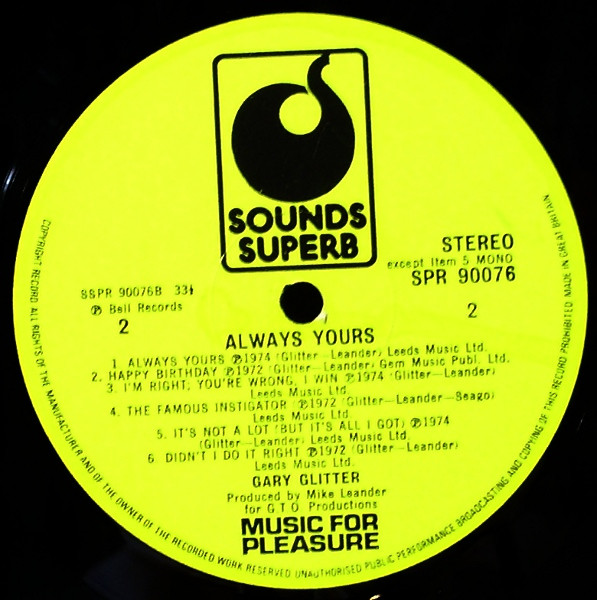 SOUNDS
SUPERB
STEREO
except Item 5 MONO
SPR 90076
SSPR 90076B 33⅓
℗ Bell Records
2
2
ALWAYS YOURS
1. ALWAYS YOURS ℗1974 (Glitter—Leander) Leeds Music Ltd.
2. HAPPY BIRTHDAY ℗1972 (Glitter—Leander) Gem Music Publ. Ltd.
3. I'M RIGHT, YOU'RE WRONG, I WIN ℗1974 (Glitter—Leander)
Leeds Music Ltd.
4. THE FAMOUS INSTIGATOR ℗1972 (Glitter—Leander—Seago)
Leeds Music Ltd.
5. IT'S NOT A LOT (BUT IT'S ALL I GOT) ℗1974
(Glitter—Leander) Leeds Music Ltd.
6. DIDN'T I DO IT RIGHT ℗1972 (Glitter—Leander)
Leeds Music Ltd.
GARY GLITTER
Produced by Mike Leander
for G.T.O. Productions
MUSIC FOR
PLEASURE
COPYRIGHT RECORD. ALL RIGHTS OF THE MANUFACTURER AND OF THE OWNER OF THE RECORDED WORK RESERVED UNAUTHORISED PUBLIC PERFORMANCE BROADCASTING AND COPYING OF THIS RECORD PROHIBITED MADE IN GREAT BRITAIN